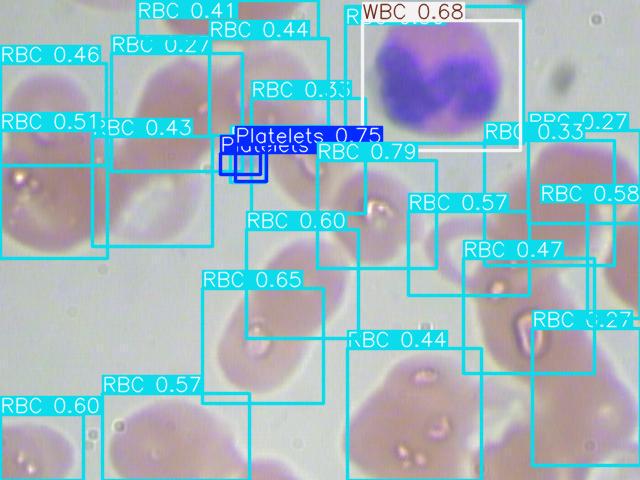 RBC 0.41
WBC 0.68
RBC 0.44
RBC 0.27
RBC 0.46
RBC 0.33
RBC 0.51
RBC 0.43
Platelets 0.75
RBC 0.27
RBC 0.33
RBC 0.79
RBC 0.58
RBC 0.57
RBC 0.60
RBC 0.47
RBC 0.65
RBC 0.27
RBC 0.44
RBC 0.57
RBC 0.60